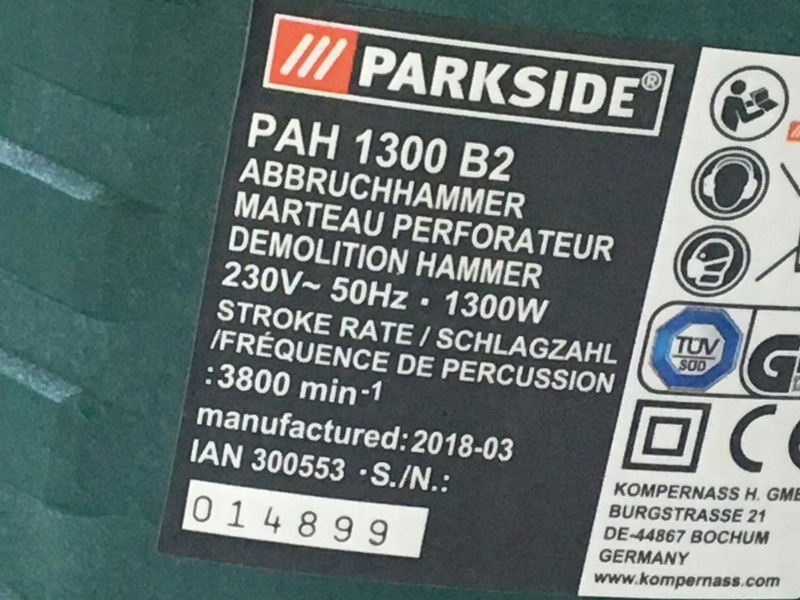 PARKSIDE®
PAH 1300 B2
ABBRUCHHAMMER
MARTEAU PERFORATEUR
DEMOLITION HAMMER
230V~ 50Hz · 1300W
STROKE RATE / SCHLAGZAHL
/FRÉQUENCE DE PERCUSSION
:3800 min-1
manufactured: 2018-03
IAN 300553 · S./N.:
014899
TÜV
SÜD
CE
KOMPERNASS H. GMB
BURGSTRASSE 21
DE-44867 BOCHUM
GERMANY
www.kompernass.com